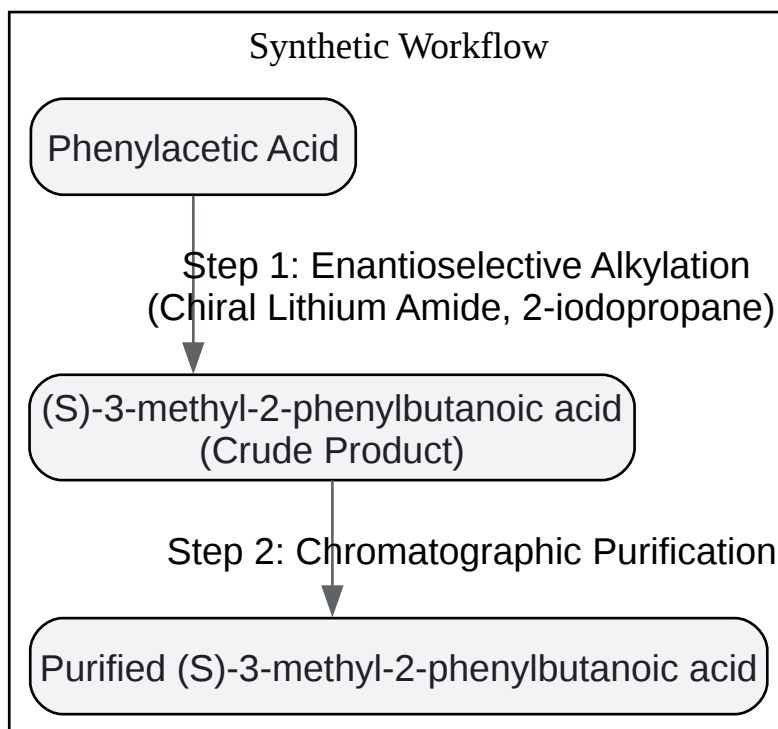 Synthetic Workflow
Phenylacetic Acid
Step 1: Enantioselective Alkylation
(Chiral Lithium Amide, 2-iodopropane)
(S)-3-methyl-2-phenylbutanoic acid
(Crude Product)
Step 2: Chromatographic Purification
Purified (S)-3-methyl-2-phenylbutanoic acid